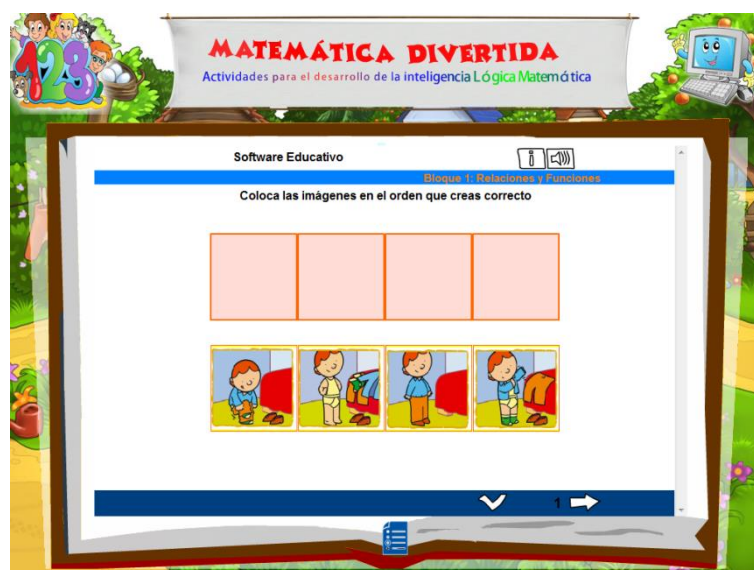 123
MATEMÁTICA DIVERTIDA
Actividades para el desarrollo de la inteligencia Lógica Matemática
Software Educativo
i
Bloque 1: Relaciones y Funciones
Coloca las imágenes en el orden que creas correcto
1